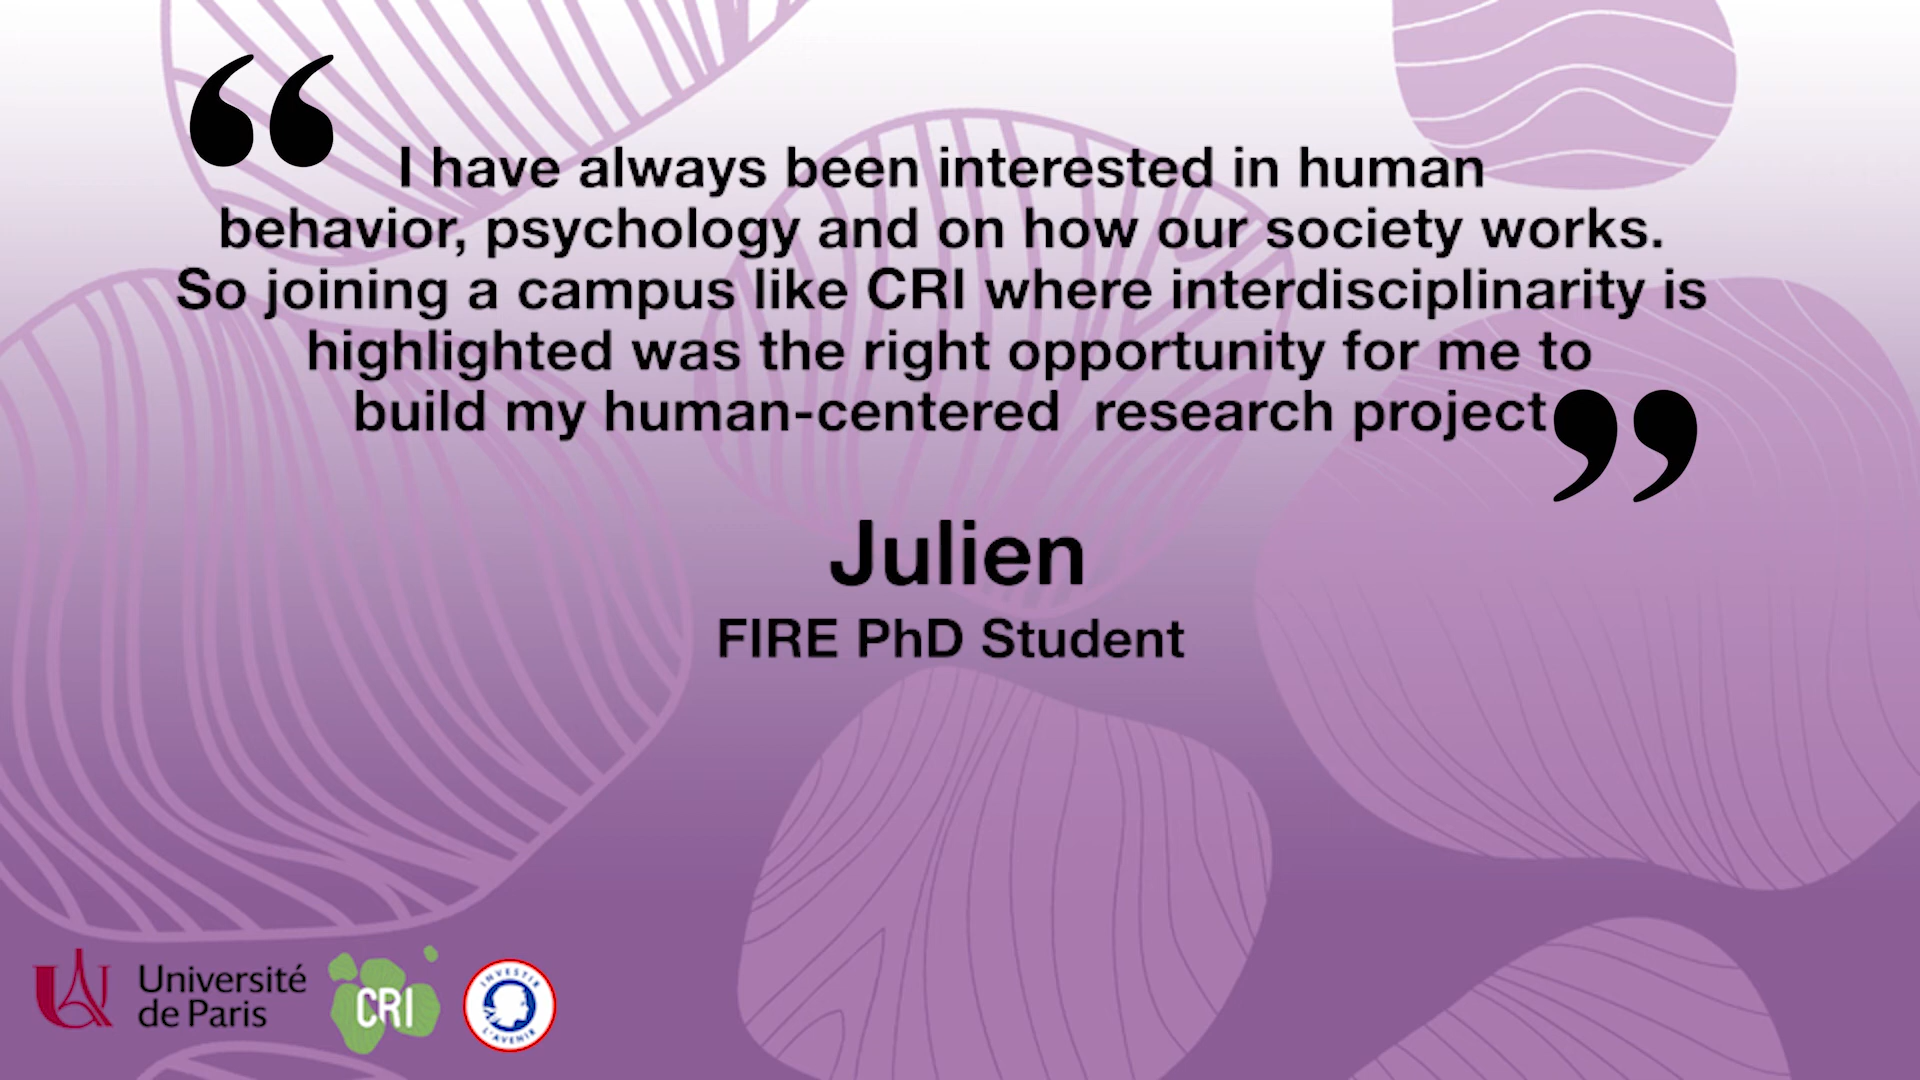 “ I have always been interested in human
behavior, psychology and on how our society works.
So joining a campus like CRI where interdisciplinarity is
highlighted was the right opportunity for me to
build my human-centered  research project ”
Julien
FIRE PhD Student
Université
de Paris
CRI
INVESTIR
L'AVENIR